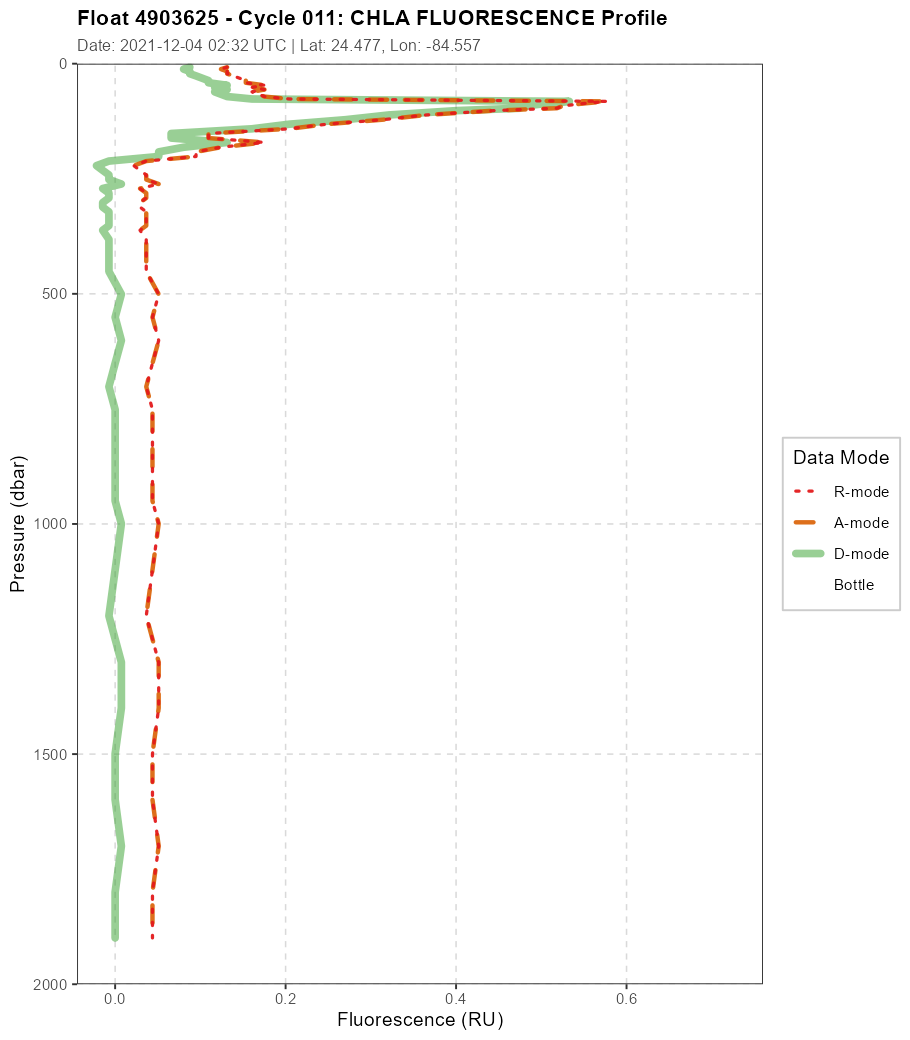 Float 4903625 - Cycle 011: CHLA FLUORESCENCE Profile
Date: 2021-12-04 02:32 UTC | Lat: 24.477, Lon: -84.557
0
500
1000
1500
2000
Pressure (dbar)
0.0 0.2 0.4 0.6
Fluorescence (RU)
Data Mode
R-mode
A-mode
D-mode
Bottle